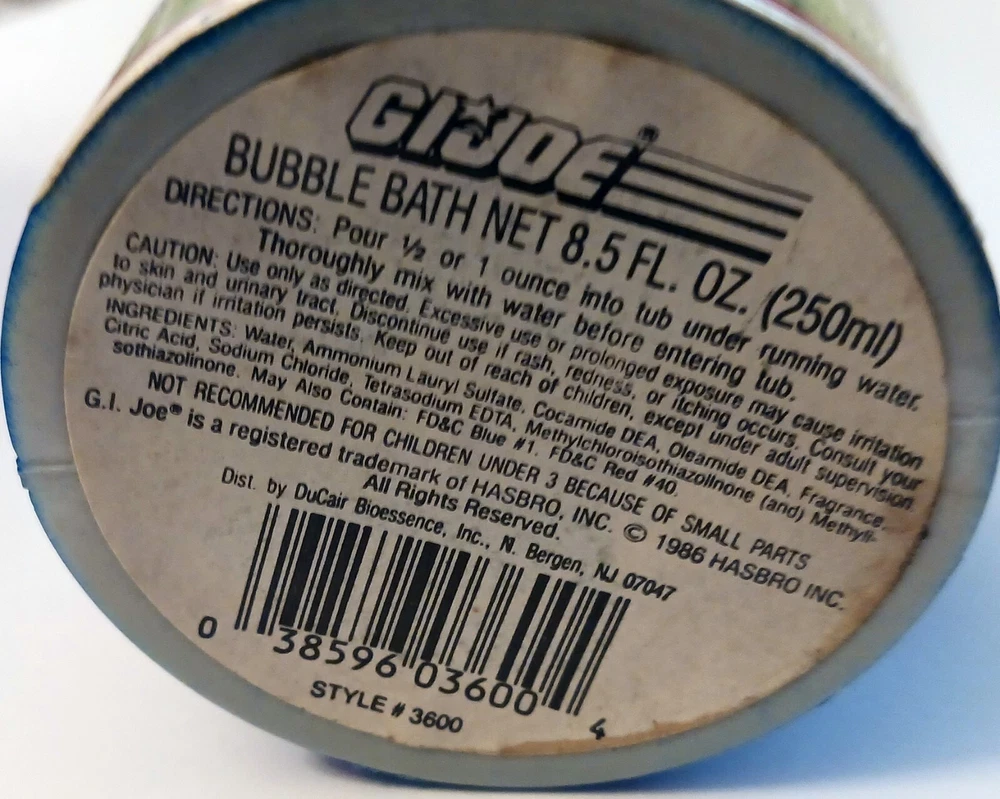 G.I. JOE®
BUBBLE BATH NET 8.5 FL. OZ. (250ml)
DIRECTIONS: Pour ½ or 1 ounce into tub under running water.
Thoroughly mix with water before entering tub.
CAUTION: Use only as directed. Excessive use or prolonged exposure may cause irritation
to skin and urinary tract. Discontinue use if rash, redness, or itching occurs. Consult your
physician if irritation persists. Keep out of reach of children, except under adult supervision.
INGREDIENTS: Water, Ammonium Lauryl Sulfate, Cocamide DEA, Oleamide DEA, Fragrance,
Citric Acid, Sodium Chloride, Tetrasodium EDTA, Methylchloroisothiazolinone (and) Methyli-
sothiazolinone. May Also Contain: FD&C Blue #1, FD&C Red #40.
NOT RECOMMENDED FOR CHILDREN UNDER 3 BECAUSE OF SMALL PARTS
G.I. Joe® is a registered trademark of HASBRO, INC. © 1986 HASBRO INC.
All Rights Reserved.
Dist. by DuCair Bioessence, Inc., N. Bergen, NJ 07047
0 38596 03600 4
STYLE # 3600